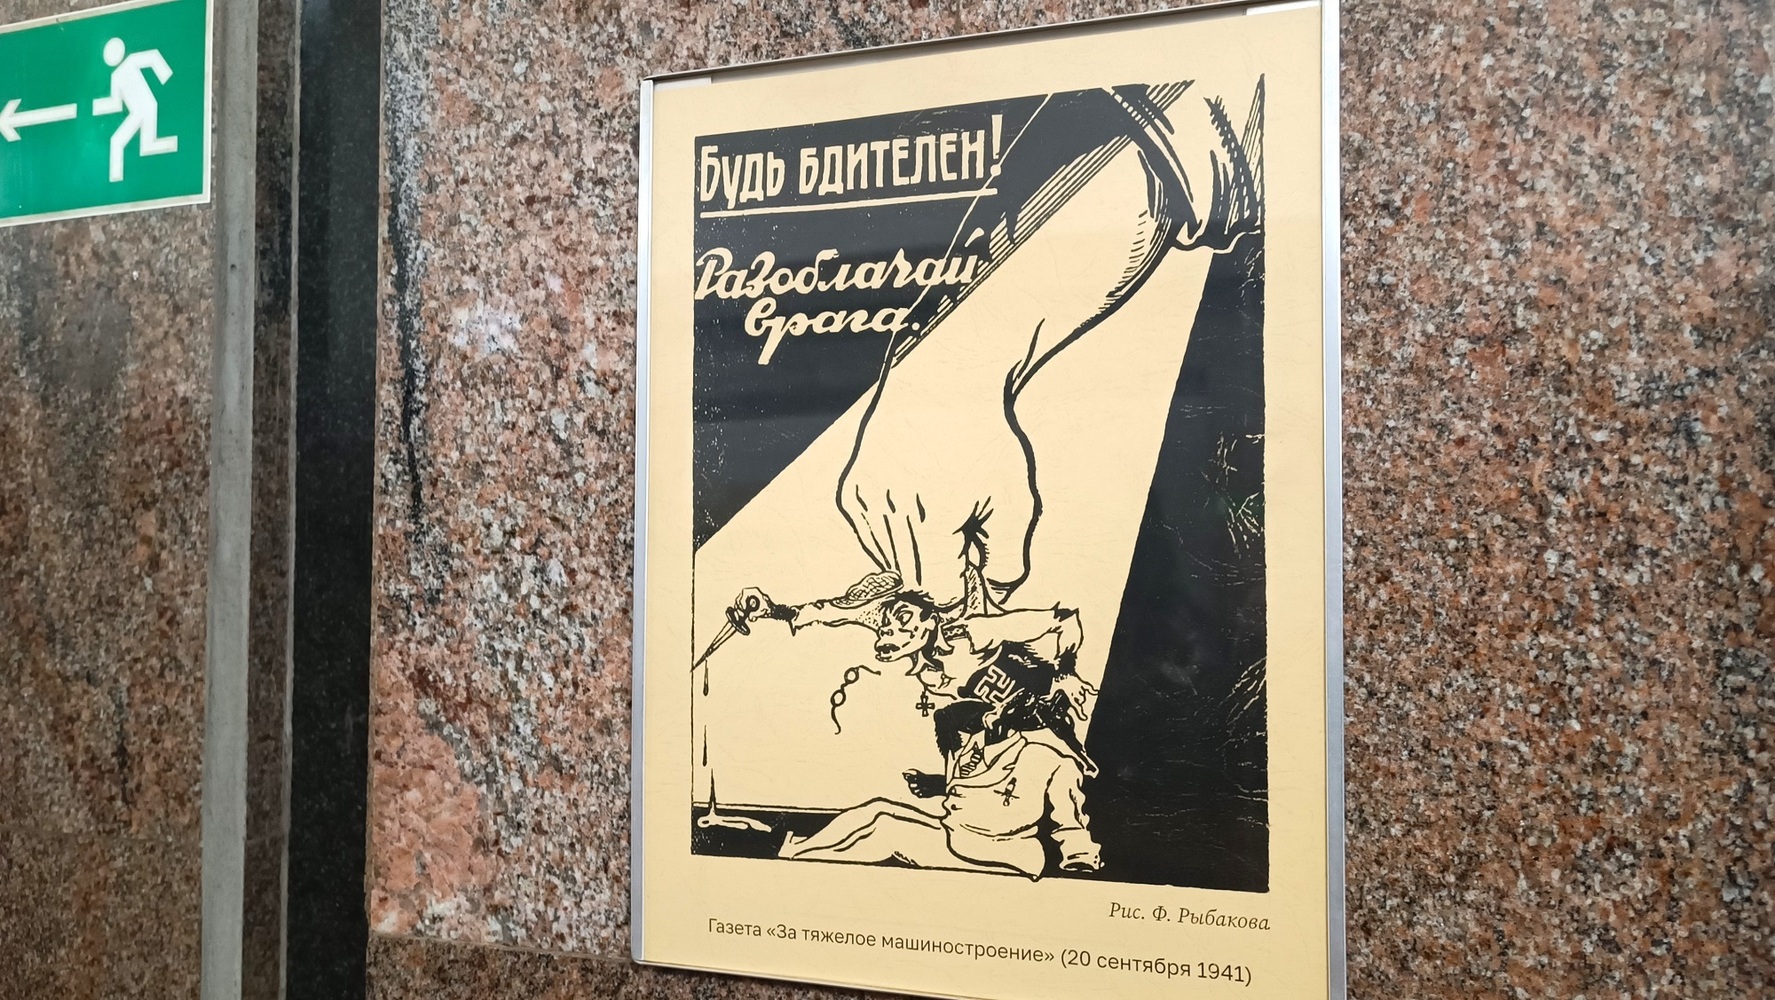 Будь бдителен!
Разоблачай
врага.
Рис. Ф. Рыбакова
Газета «За тяжелое машиностроение» (20 сентября 1941)